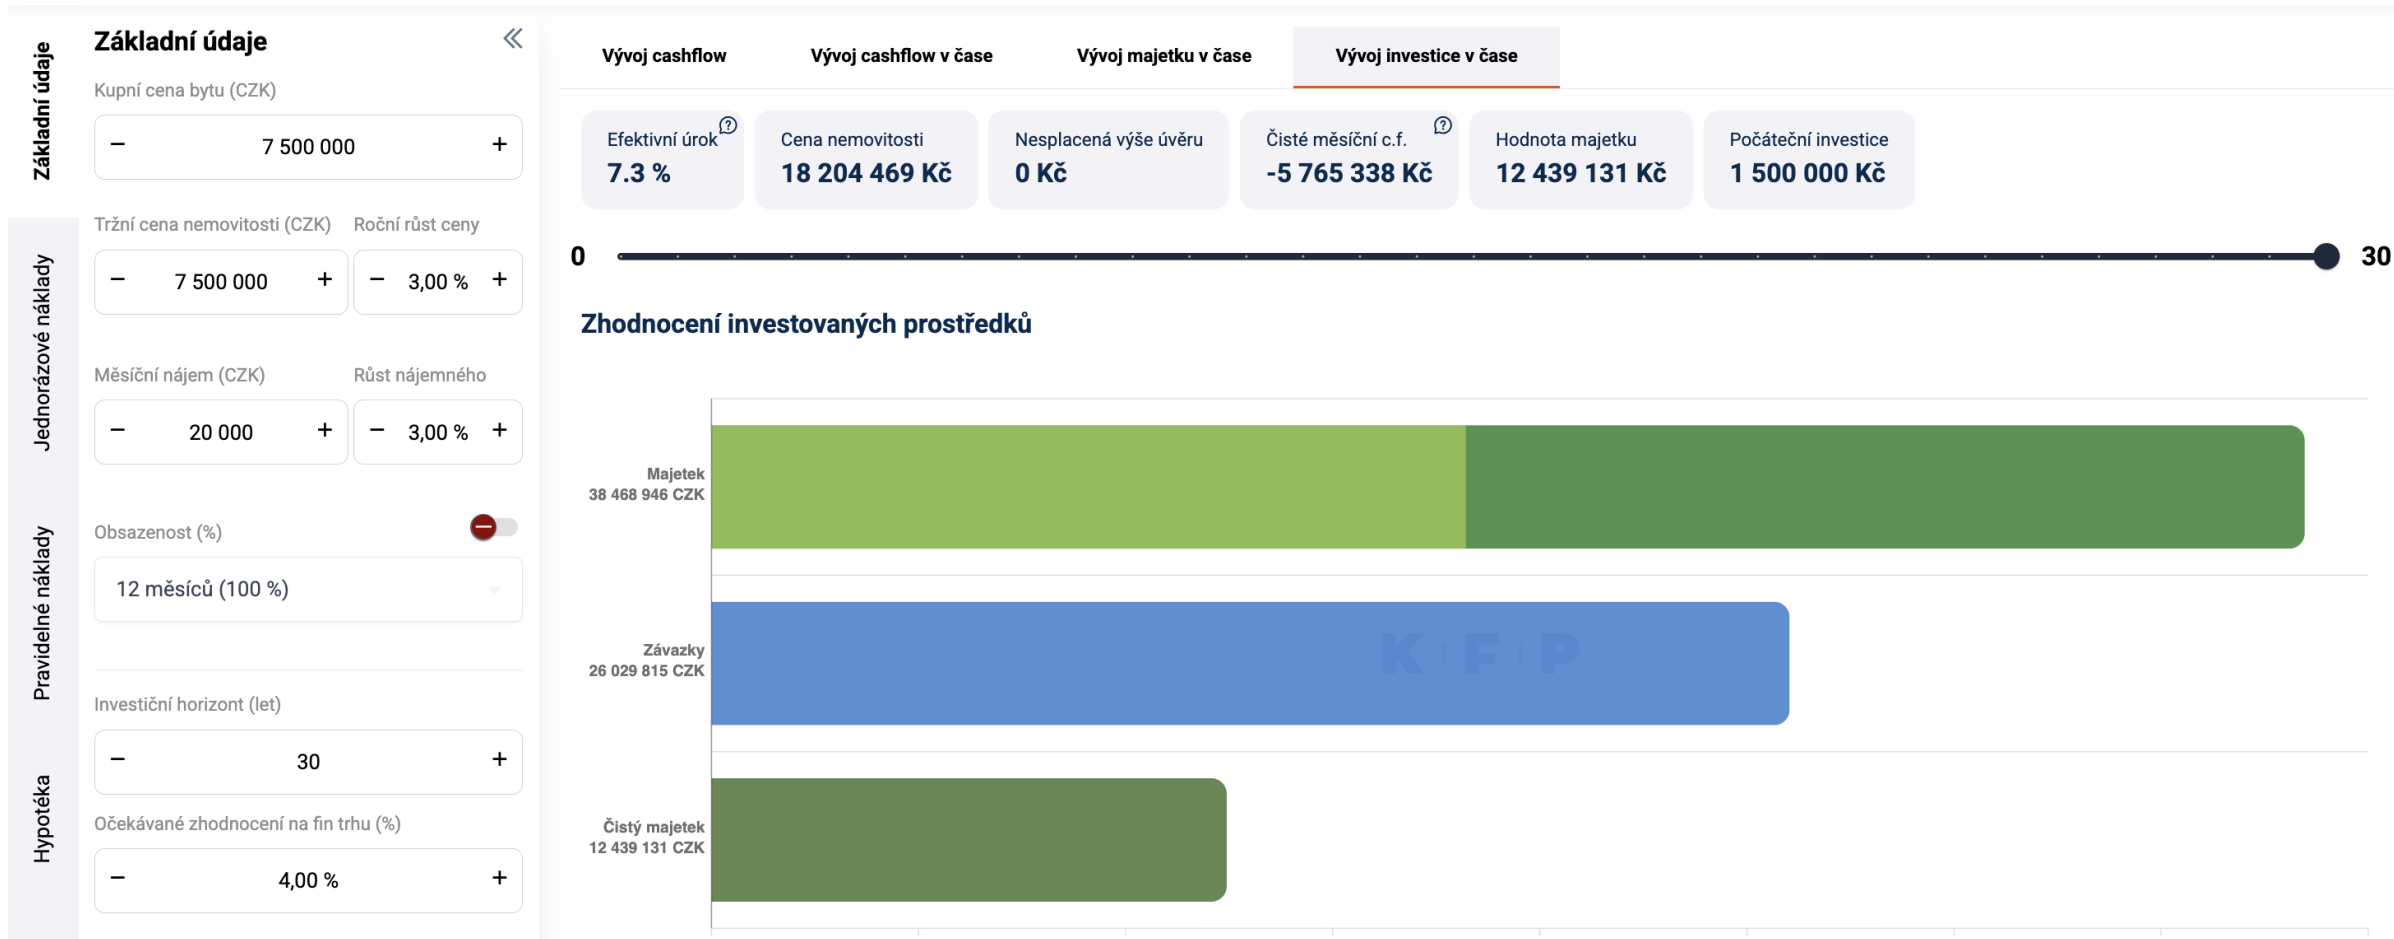 Základní údaje
Jednorázové náklady
Pravidelné náklady
Hypotéka
Základní údaje
Kupní cena bytu (CZK)
− 7 500 000 +
Tržní cena nemovitosti (CZK) Roční růst ceny
− 7 500 000 + − 3,00 % +
Měsíční nájem (CZK) Růst nájemného
− 20 000 + − 3,00 % +
Obsazenost (%)
12 měsíců (100 %)
Investiční horizont (let)
− 30 +
Očekávané zhodnocení na fin trhu (%)
− 4,00 % +
Vývoj cashflow Vývoj cashflow v čase Vývoj majetku v čase Vývoj investice v čase
Efektivní úrok
7.3 %
Cena nemovitosti
18 204 469 Kč
Nesplacená výše úvěru
0 Kč
Čisté měsíční c.f.
-5 765 338 Kč
Hodnota majetku
12 439 131 Kč
Počáteční investice
1 500 000 Kč
0 30
Zhodnocení investovaných prostředků
Majetek
38 468 946 CZK
Závazky
26 029 815 CZK
K F P
Čistý majetek
12 439 131 CZK